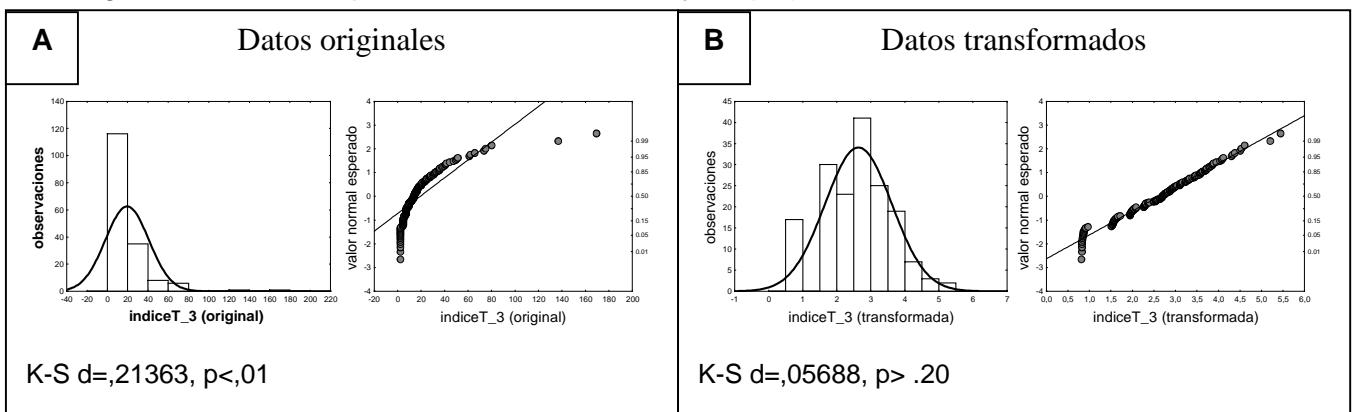 A
Datos originales
140
120
100
80
60
40
20
0
observaciones
-40 -20 0 20 40 60 80 100 120 140 160 180 200 220
indiceT_3 (original)
4
3
2
1
0
-1
-2
-3
-4
valor normal esperado
0.99
0.95
0.85
0.50
0.15
0.05
0.01
-20 0 20 40 60 80 100 120 140 160 180 200
indiceT_3 (original)
K-S d=,21363, p<,01
B
Datos transformados
45
40
35
30
25
20
15
10
5
0
observaciones
-1 0 1 2 3 4 5 6 7
indiceT_3 (transformada)
4
3
2
1
0
-1
-2
-3
-4
valor normal esperado
0.99
0.95
0.85
0.50
0.15
0.05
0.01
0,0 0,5 1,0 1,5 2,0 2,5 3,0 3,5 4,0 4,5 5,0 5,5 6,0
indiceT_3 (transformada)
K-S d=,05688, p> .20